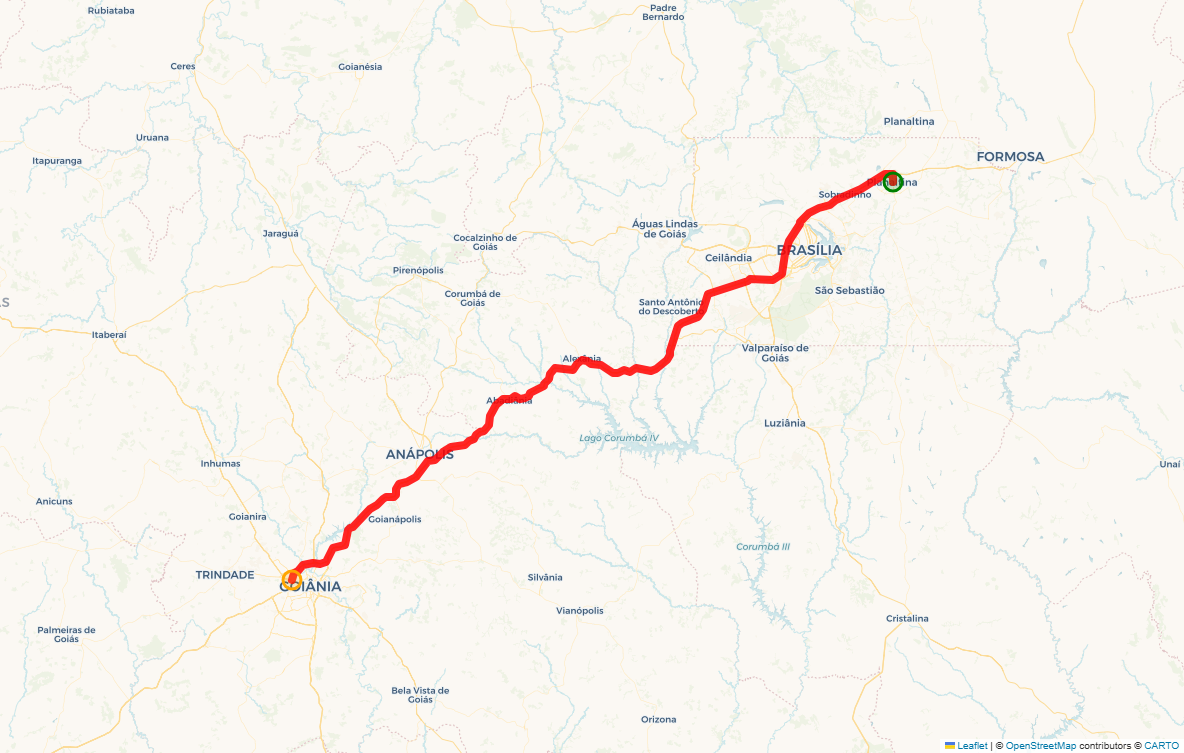 Rubiataba
Padre
Bernardo
Ceres
Goianésia
Planaltina
Uruana
FORMOSA
Itapuranga
Planaltina
Sobradinho
Águas Lindas
de Goiás
Jaraguá
Cocalzinho de
Goiás
BRASÍLIA
Ceilândia
Pirenópolis
São Sebastião
Corumbá de
Goiás
Santo Antônio
do Descoberto
AS
Itaberaí
Valparaíso de
Goiás
Alexânia
Abadiânia
Luziânia
Lago Corumbá IV
ANÁPOLIS
Inhumas
Unaí
Anicuns
Goianira
Goianápolis
Corumbá III
TRINDADE
Silvânia
GOIÂNIA
Vianópolis
Cristalina
Palmeiras de
Goiás
Bela Vista de
Goiás
Orizona
Leaflet | © OpenStreetMap contributors © CARTO